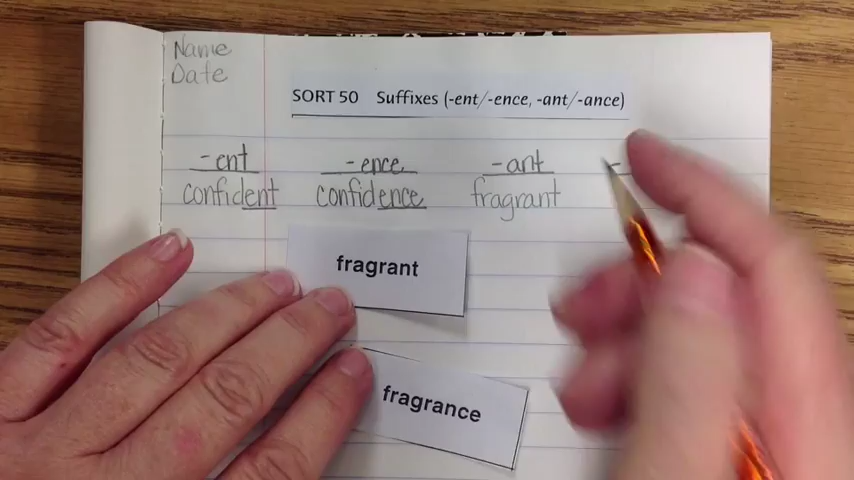 Name
Date
SORT 50 Suffixes (-ent/-ence, -ant/-ance)
-ent -ence -ant -
confident confidence fragrant
fragrant
fragrance